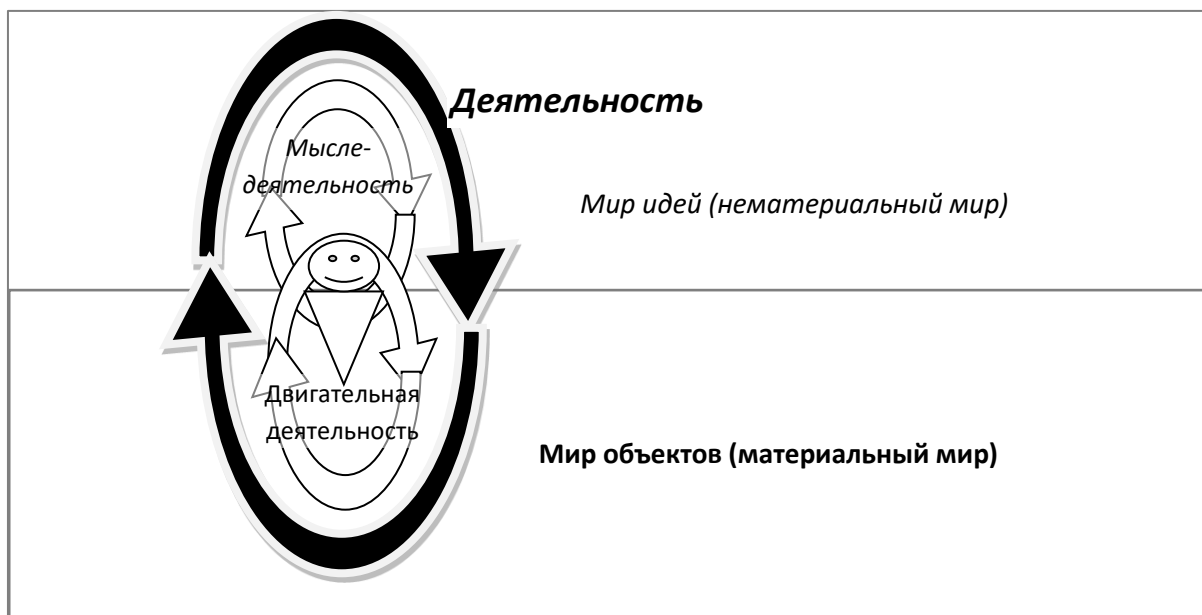 Деятельность
Мысле-
деятельность
Мир идей (нематериальный мир)
Двигательная
деятельность
Мир объектов (материальный мир)